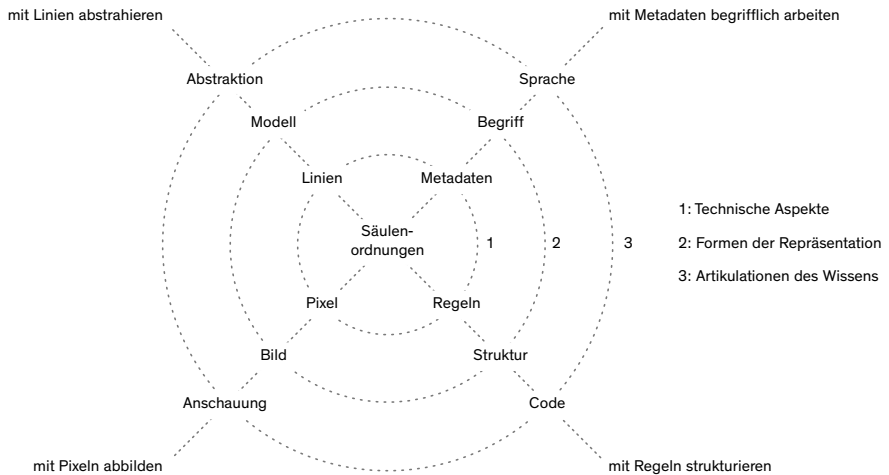 mit Linien abstrahieren
mit Metadaten begrifflich arbeiten
Abstraktion
Sprache
Modell
Begriff
Linien
Metadaten
Säulen-
ordnungen
1
2
3
1: Technische Aspekte
2: Formen der Repräsentation
3: Artikulationen des Wissens
Pixel
Regeln
Bild
Struktur
Anschauung
Code
mit Pixeln abbilden
mit Regeln strukturieren